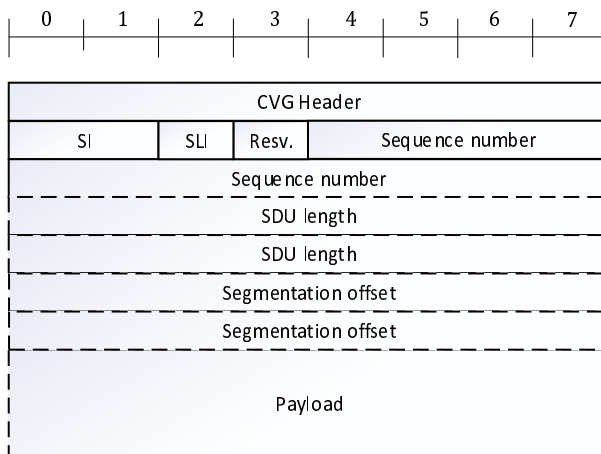 0 1 2 3 4 5 6 7
CVG Header
SI SLI Resv. Sequence number
Sequence number
SDU length
SDU length
Segmentation offset
Segmentation offset
Payload